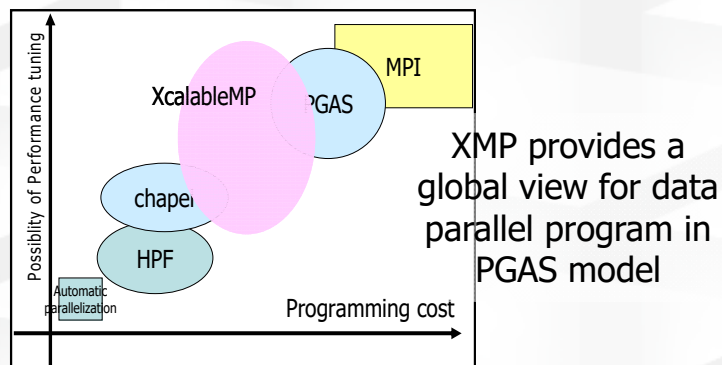 Possiblity of Performance tuning
MPI
XcalableMP
PGAS
chapel
HPF
Automatic
parallelization
Programming cost
XMP provides a
global view for data
parallel program in
PGAS model